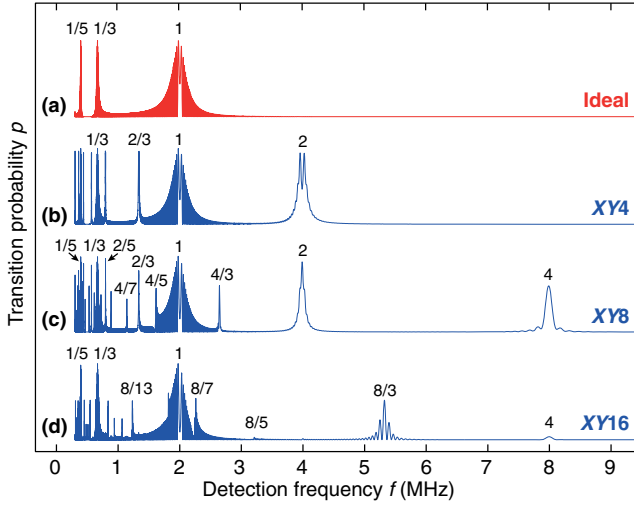 1/5 1/3 1
(a) Ideal
1/3 2/3 1 2
(b) XY4
1/5 1/3 2/5 2/3 4/7 4/5 1 4/3 2 4
(c) XY8
1/5 1/3 8/13 1 8/7 8/5 8/3 4
(d) XY16
0 1 2 3 4 5 6 7 8 9
Detection frequency f (MHz)
Transition probability p